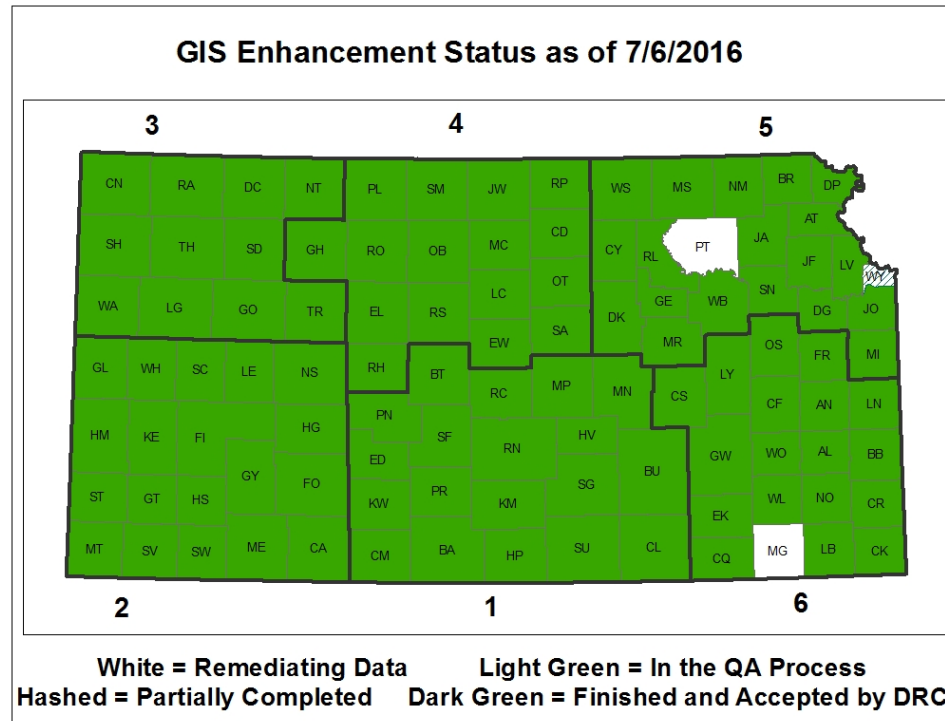 GIS Enhancement Status as of 7/6/2016
3 4 5
CN RA DC NT PL SM JW RP WS MS NM BR DP
SH TH SD GH RO OB MC CD CY RL PT JA AT
JF LV WY
WA LG GO TR EL RS LC OT DK GE WB SN DG JO
EW SA MR
GL WH SC LE NS RH BT RC MP MN CS LY OS FR MI
HM KE FI HG PN SF RN HV CF AN LN
GY ED BU GW WO AL BB
ST GT HS FO KW PR KM SG EK WL NO CR
MT SV SW ME CA CM BA HP SU CL CQ MG LB CK
2 1 6
White = Remediating Data Light Green = In the QA Process
Hashed = Partially Completed Dark Green = Finished and Accepted by DRC